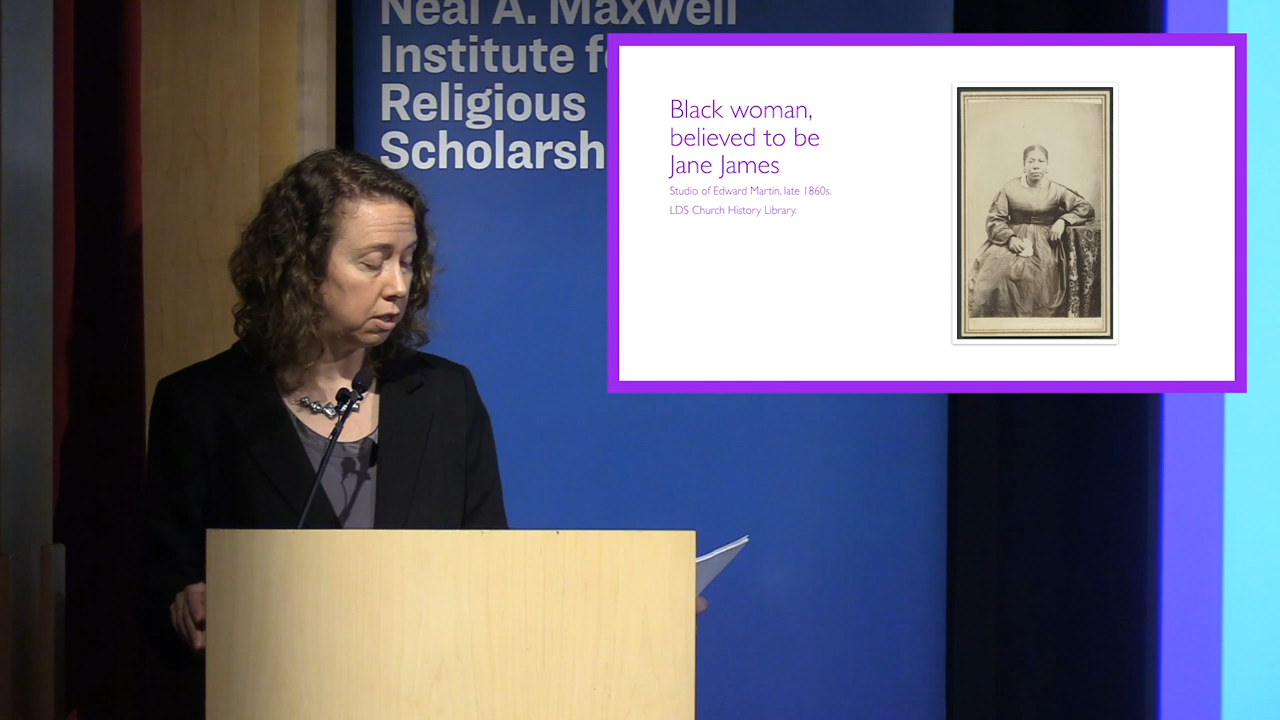 Neal A. Maxwell
Institute f
Religious
Scholarsh
Black woman,
believed to be
Jane James
Studio of Edward Martin, late 1860s.
LDS Church History Library.